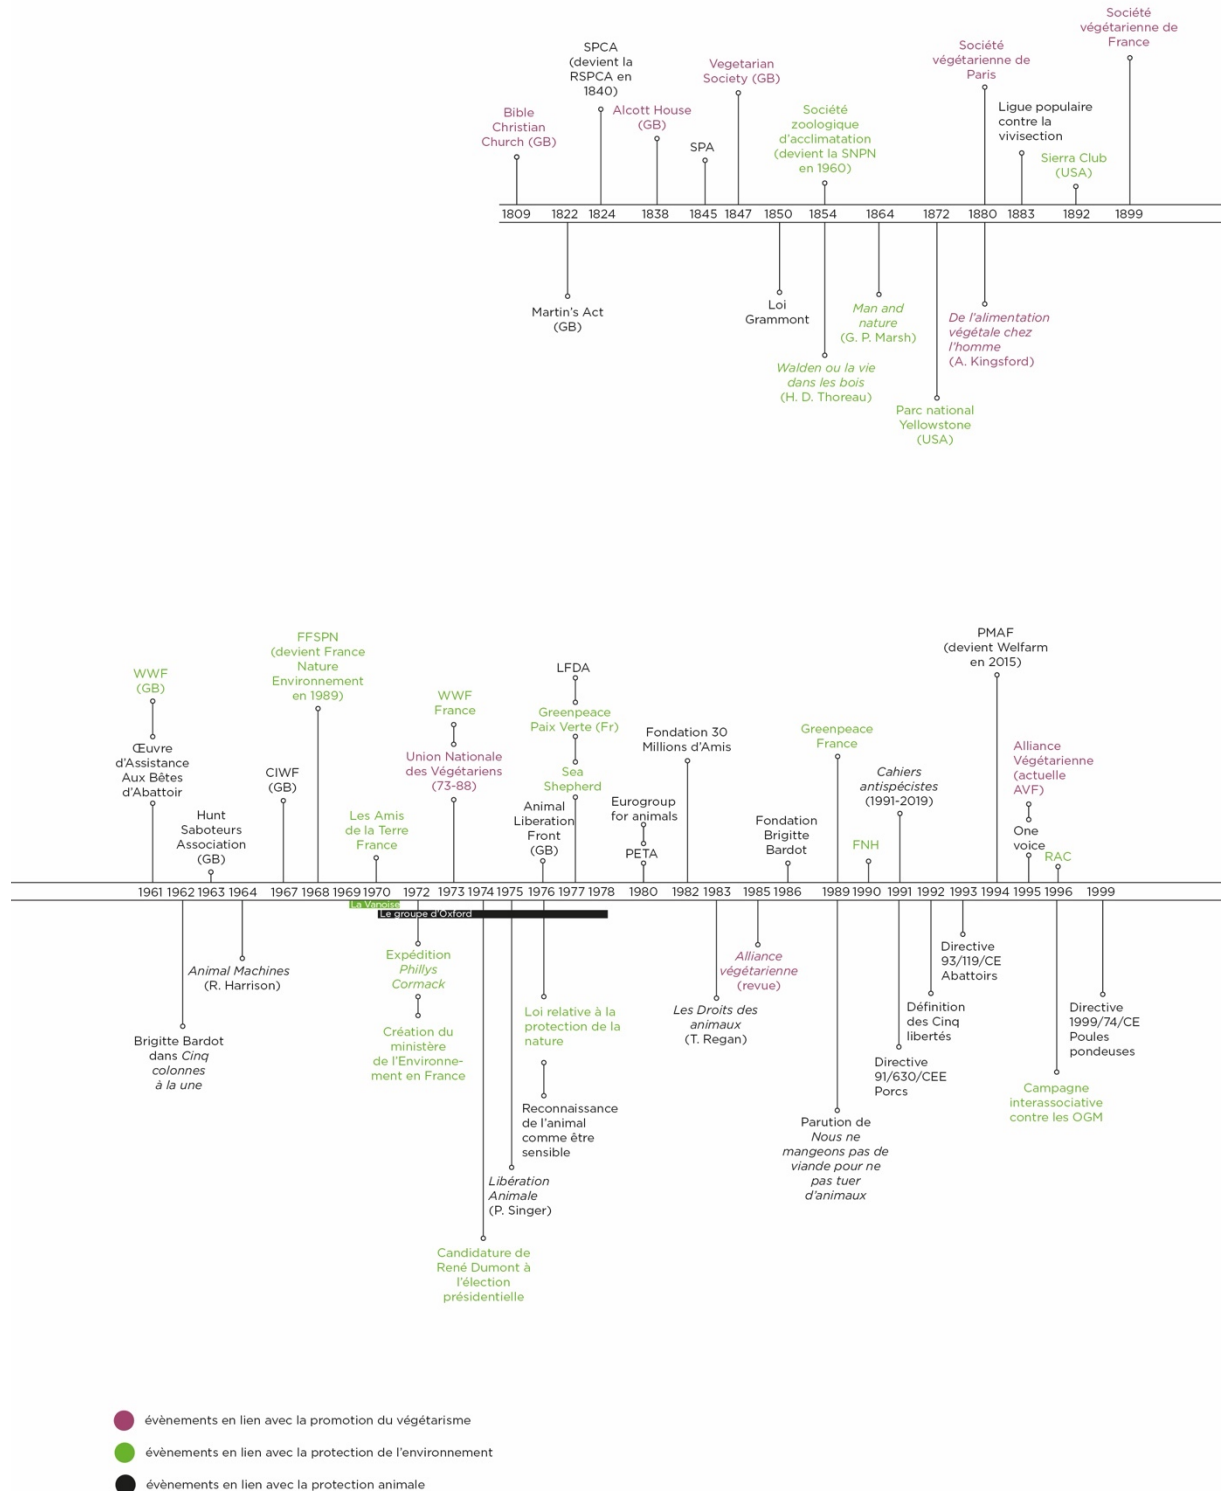 Société
végétarienne de
France
SPCA
(devient la
RSPCA en
1840)
Société
végétarienne de
Paris
Vegetarian
Society (GB)
Bible
Christian
Church (GB)
Alcott House
(GB)
Société
zoologique
d'acclimatation
(devient la SNPN
en 1960)
Ligue populaire
contre la
vivisection
SPA
Sierra Club
(USA)
1809 1822 1824 1838 1845 1847 1850 1854 1864 1872 1880 1883 1892 1899
Martin's Act
(GB)
Loi
Grammont
Man and
nature
(G. P. Marsh)
De l'alimentation
végétale chez
l'homme
(A. Kingsford)
Walden ou la vie
dans les bois
(H. D. Thoreau)
Parc national
Yellowstone
(USA)
WWF
(GB)
Œuvre
d'Assistance
Aux Bêtes
d'Abattoir
Hunt
Saboteurs
Association
(GB)
CIWF
(GB)
FFSPN
(devient France
Nature
Environnement
en 1989)
Les Amis
de la Terre
France
WWF
France
Union Nationale
des Végétariens
(73-88)
Animal
Liberation
Front
(GB)
LFDA
Greenpeace
Paix Verte (Fr)
Sea
Shepherd
Eurogroup
for animals
PETA
Fondation 30
Millions d'Amis
Fondation
Brigitte
Bardot
Greenpeace
France
FNH
Cahiers
antispécistes
(1991-2019)
PMAF
(devient Welfarm
en 2015)
Alliance
Végétarienne
(actuelle
AVF)
One
voice
RAC
1961 1962 1963 1964 1967 1968 1969 1970 1972 1973 1974 1975 1976 1977 1978 1980 1982 1983 1985 1986 1989 1990 1991 1992 1993 1994 1995 1996 1999
La Vanoise
Le groupe d'Oxford
Brigitte Bardot
dans Cinq
colonnes
à la une
Animal Machines
(R. Harrison)
Expédition
Phillys
Cormack
Création du
ministère
de l'Environne-
ment en France
Candidature de
René Dumont à
l'élection
présidentielle
Libération
Animale
(P. Singer)
Loi relative à la
protection de la
nature
Reconnaissance
de l'animal
comme être
sensible
Les Droits des
animaux
(T. Regan)
Alliance
végétarienne
(revue)
Parution de
Nous ne
mangeons pas de
viande pour ne
pas tuer
d'animaux
Directive
91/630/CEE
Porcs
Définition
des Cinq
libertés
Directive
93/119/CE
Abattoirs
Campagne
interassociative
contre les OGM
Directive
1999/74/CE
Poules
pondeuses
évènements en lien avec la promotion du végétarisme
évènements en lien avec la protection de l'environnement
évènements en lien avec la protection animale